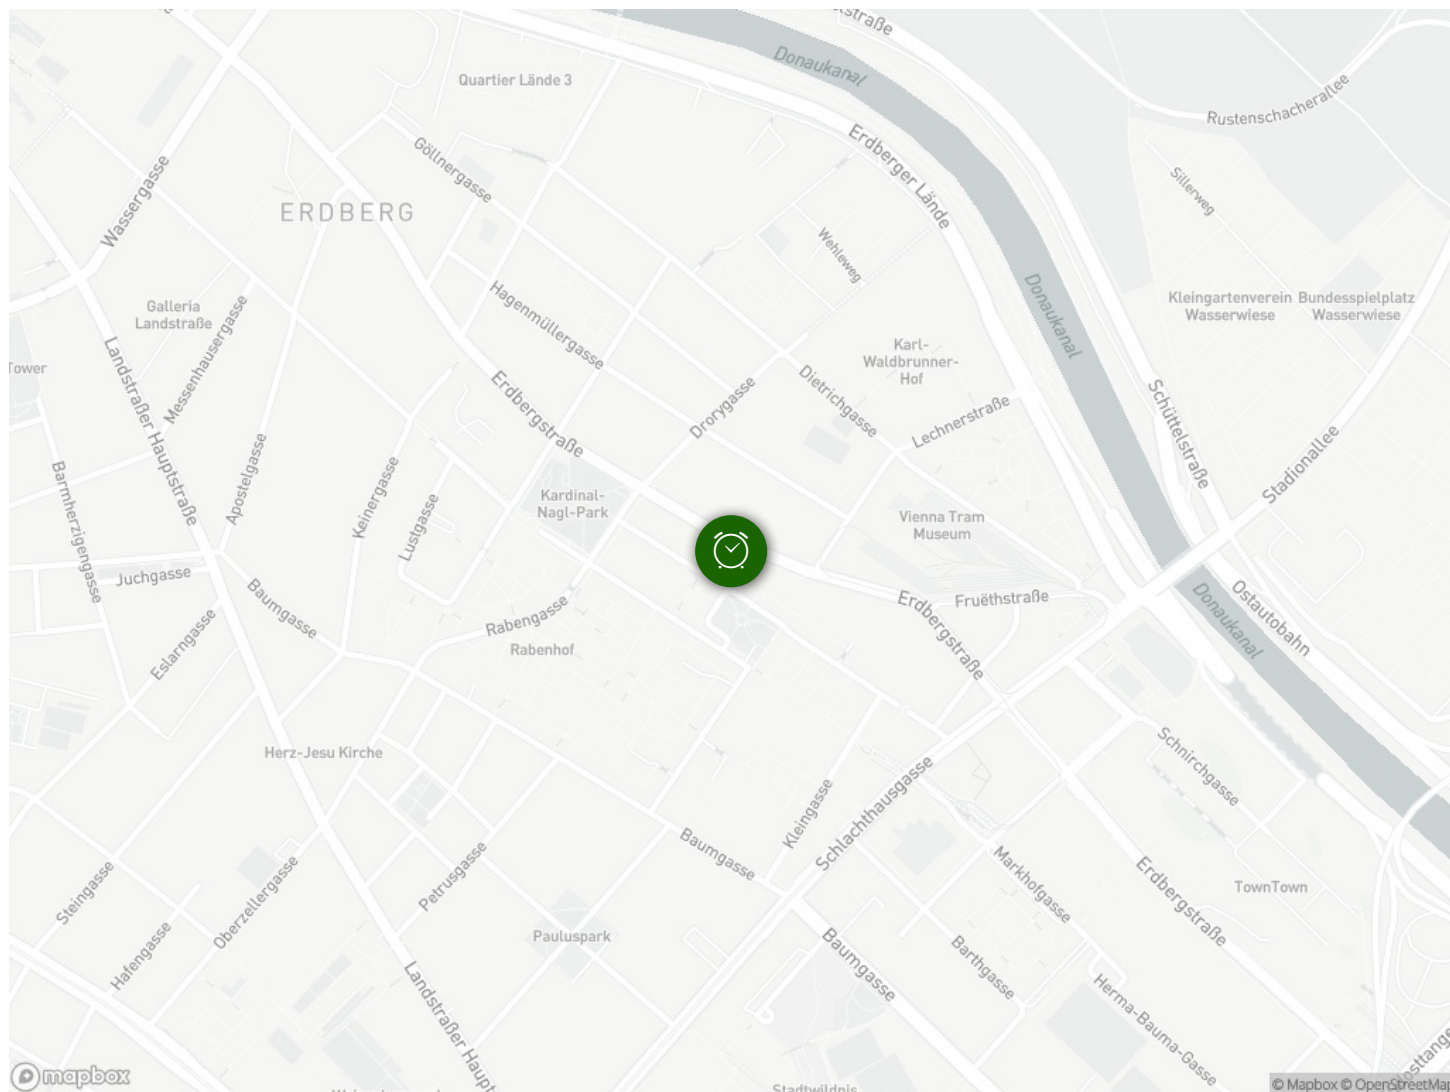 Donaukanal
Quartier Lände 3
Rustenschacherallee
Erdberger Lände
Göllnergasse
Wassergasse
Sillerweg
ERDBERG
Wehleweg
Hagenmüllergasse
Galleria
Landstraße
Messenhausergasse
Donaukanal
Kleingartenverein
Wasserwiese
Bundesspielplatz
Wasserwiese
Tower
Landstraßer Hauptstraße
Erdbergstraße
Karl-
Waldbrunner-
Hof
Dietrichgasse
Drorygasse
Lechnerstraße
Schüttelstraße
Stadionallee
Barmherzigengasse
Apostelgasse
Keinergasse
Lustgasse
Kardinal-
Nagl-Park
Vienna Tram
Museum
Juchgasse
Baumgasse
Rabengasse
Erdbergstraße
Fruëthstraße
Donaukanal
Ostautobahn
Eslarngasse
Rabenhof
Herz-Jesu Kirche
Schnirchgasse
Kleingasse
Schlachthausgasse
Baumgasse
Petrusgasse
Markhofgasse
Erdbergstraße
TownTown
Steingasse
Oberzellergasse
Hafengasse
Pauluspark
Baumgasse
Barthgasse
Landstraßer Haupt
Herma-Bauma-Gasse
Stadtwildnis
mapbox
© Mapbox © OpenStreetMap